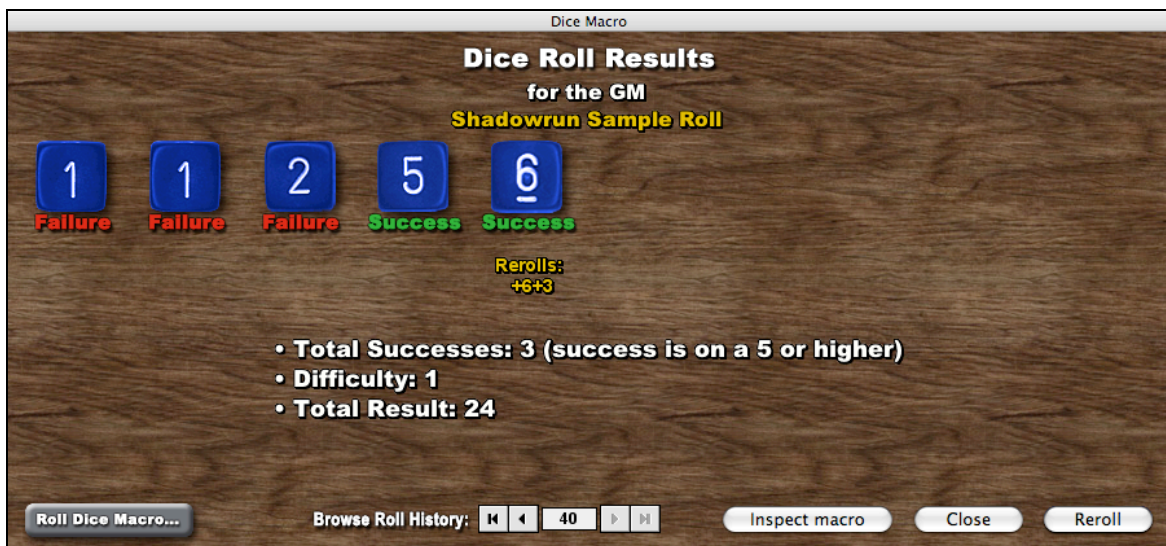 Dice Macro
Dice Roll Results
for the GM
Shadowrun Sample Roll
1 1 2 5 6
Failure Failure Failure Success Success
Rerolls:
+6+3
• Total Successes: 3 (success is on a 5 or higher)
• Difficulty: 1
• Total Result: 24
Roll Dice Macro... Browse Roll History: 40 Inspect macro Close Reroll